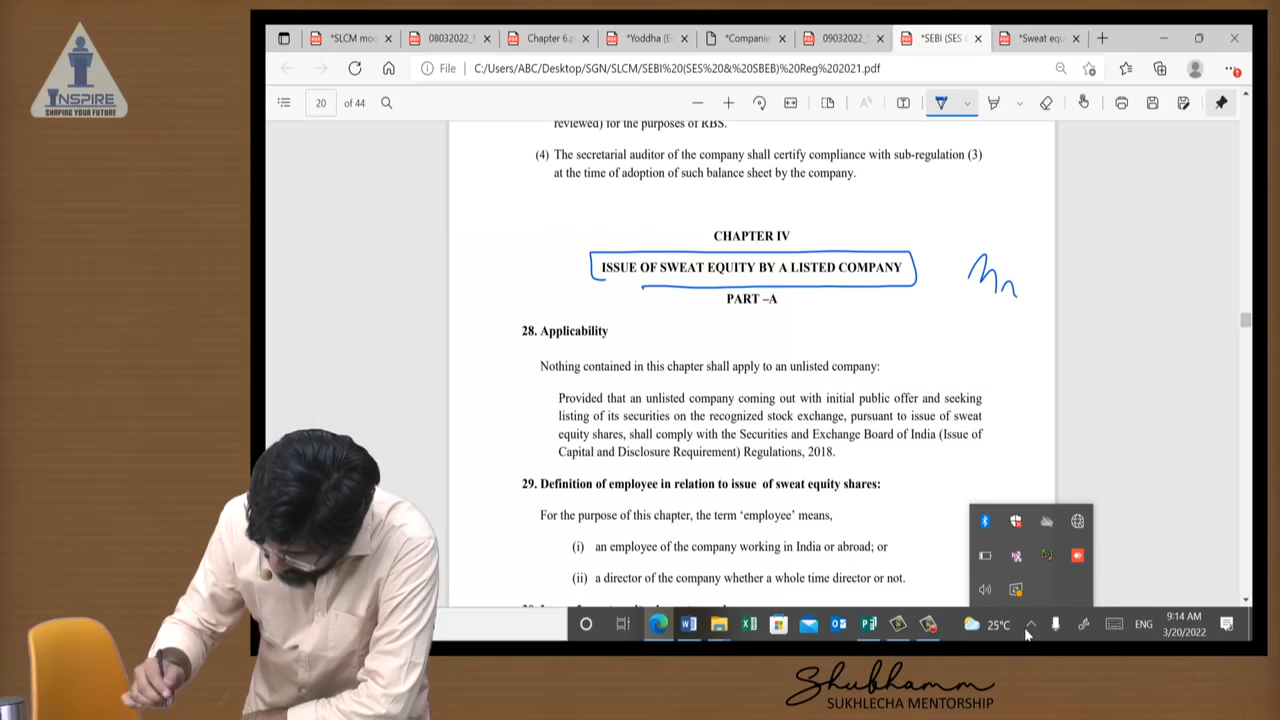 INSPIRE
SHAPING YOUR FUTURE
*SLCM mo
08032022_
Chapter 6.p
*Yoddha (E
*Companie
09032022_
*SEBI (SES
*Sweat equ
File
C:/Users/ABC/Desktop/SGN/SLCM/SEBI%20(SES%20&%20SBEB)%20Reg%202021.pdf
20 of 44
reviewed) for the purposes of RBS.
(4) The secretarial auditor of the company shall certify compliance with sub-regulation (3)
at the time of adoption of such balance sheet by the company.
CHAPTER IV
ISSUE OF SWEAT EQUITY BY A LISTED COMPANY
PART –A
28. Applicability
Nothing contained in this chapter shall apply to an unlisted company:
Provided that an unlisted company coming out with initial public offer and seeking
listing of its securities on the recognized stock exchange, pursuant to issue of sweat
equity shares, shall comply with the Securities and Exchange Board of India (Issue of
Capital and Disclosure Requirement) Regulations, 2018.
29. Definition of employee in relation to issue of sweat equity shares:
For the purpose of this chapter, the term ‘employee’ means,
(i) an employee of the company working in India or abroad; or
(ii) a director of the company whether a whole time director or not.
25°C
ENG
9:14 AM
3/20/2022
Shubhamm
SUKHLECHA MENTORSHIP